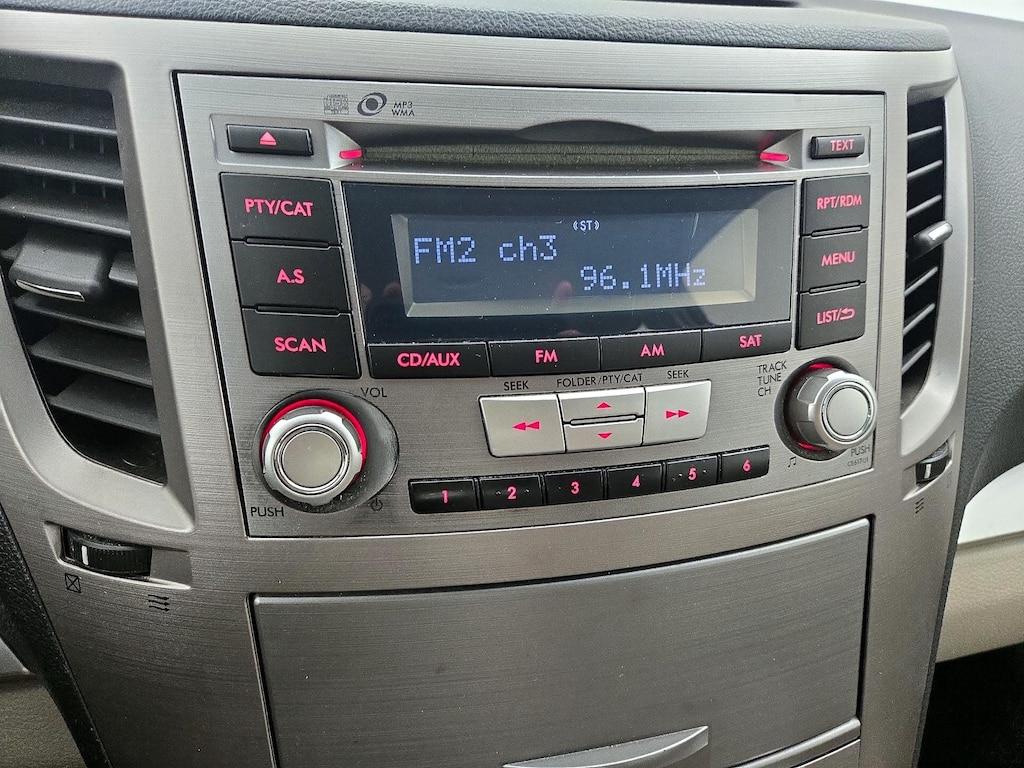 MP3
WMA
TEXT
PTY/CAT
RPT/RDM
((ST))
FM2 ch3
A.S
MENU
96.1MHz
SCAN
LIST/
CD/AUX
FM
AM
SAT
VOL
SEEK
FOLDER/PTY/CAT
SEEK
TRACK
TUNE
CH
1
2
3
4
5
6
PUSH
PUSH